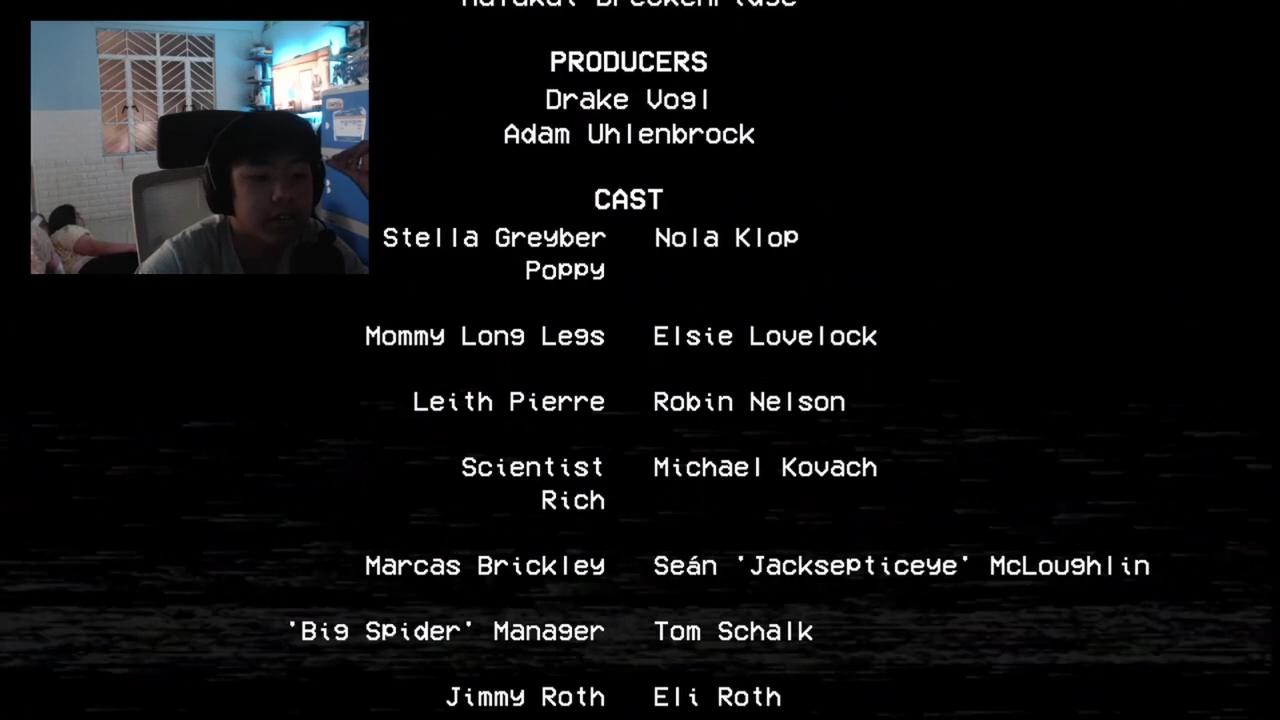 PRODUCERS
Drake Vogl
Adam Uhlenbrock
CAST
Stella Greyber Nola Klop
Poppy
Mommy Long Legs Elsie Lovelock
Leith Pierre Robin Nelson
Scientist Michael Kovach
Rich
Marcas Brickley Seán 'Jacksepticeye' McLoughlin
'Big Spider' Manager Tom Schalk
Jimmy Roth Eli Roth